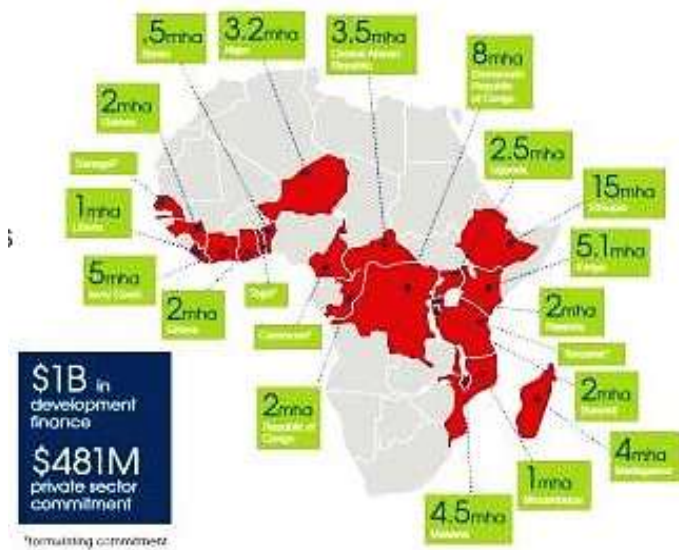 .5mha
Benin
3.2mha
Niger
3.5mha
Central African
Republic
8mha
Democratic
Republic
of Congo
2mha
Guinea
2.5mha
Uganda
Senegal*
15mha
Ethiopia
1mha
Liberia
5.1mha
Kenya
5mha
Ivory Coast
2mha
Ghana
Togo*
2mha
Rwanda
Cameroon*
$1B in
development
finance
$481M
private sector
commitment
2mha
Republic of
Congo
2mha
Burundi
4mha
Madagascar
1mha
Mozambique
4.5mha
Malawi
*formulating commitment